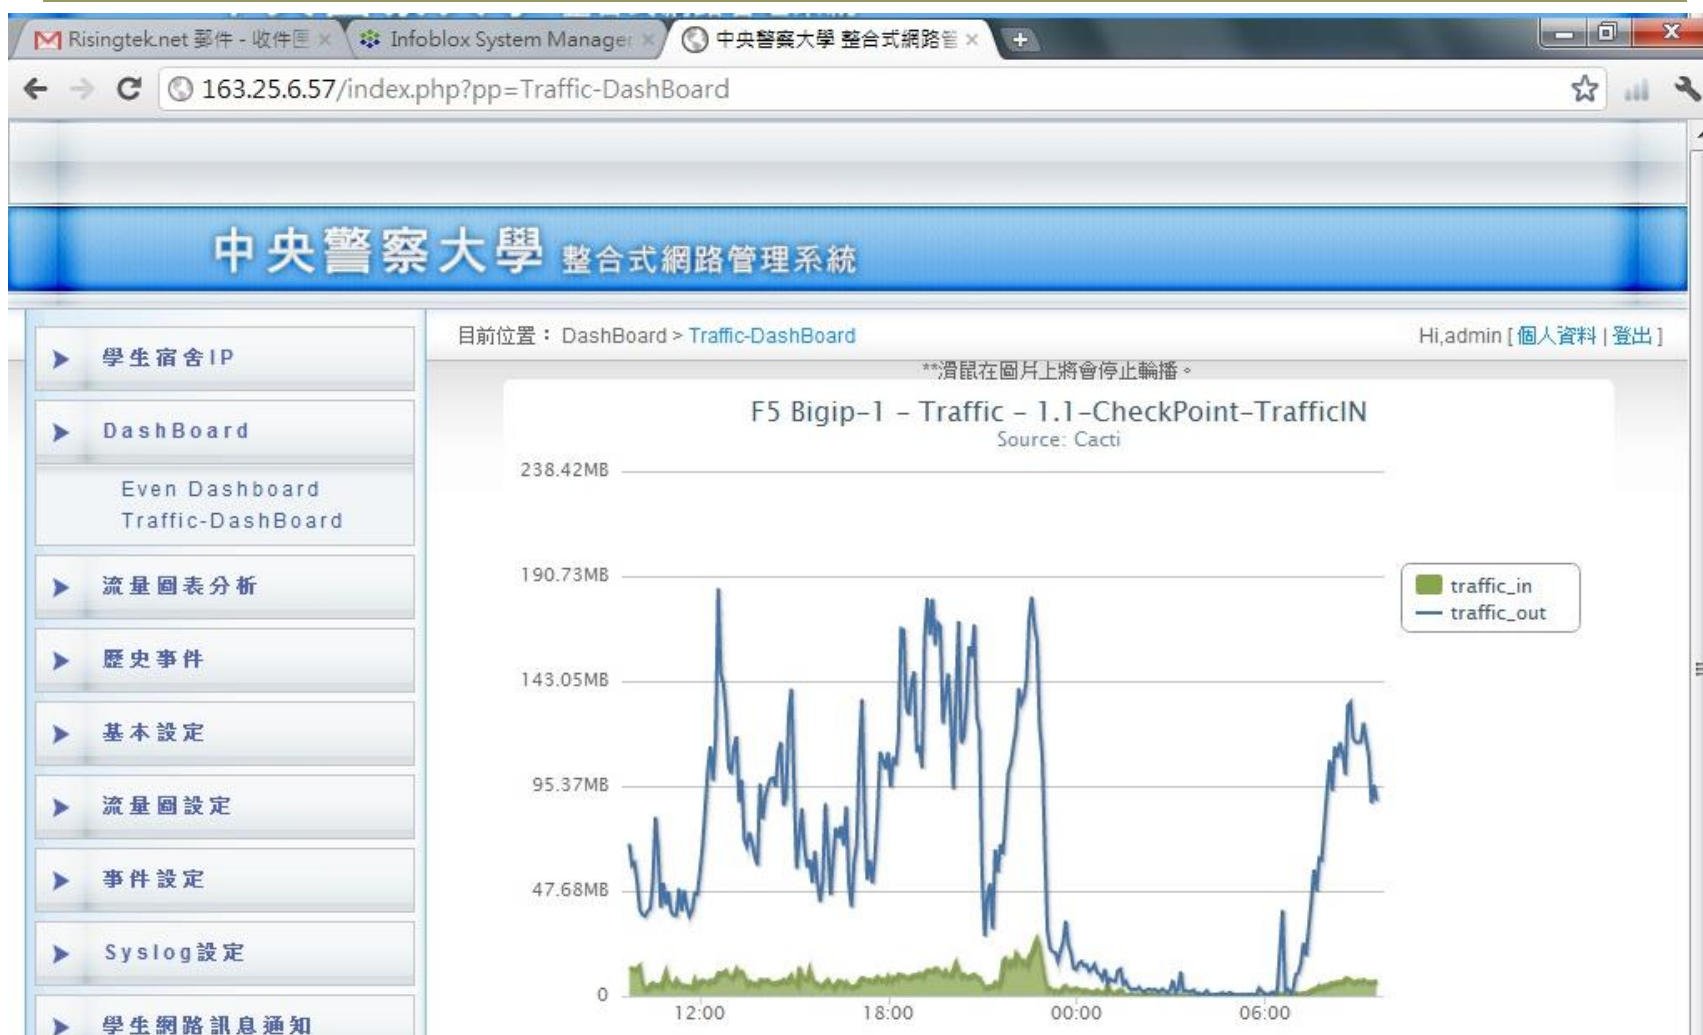 Risingtek.net 郵件 - 收件匣
Infoblox System Manager
中央警察大學 整合式網路管
163.25.6.57/index.php?pp=Traffic-DashBoard
中央警察大學 整合式網路管理系統
目前位置： DashBoard > Traffic-DashBoard
Hi,admin [ 個人資料 | 登出 ]
學生宿舍IP
DashBoard
Even Dashboard
Traffic-DashBoard
流量圖表分析
歷史事件
基本設定
流量圖設定
事件設定
Syslog設定
學生網路訊息通知
**滑鼠在圖片上將會停止輪播。
F5 Bigip-1 - Traffic - 1.1-CheckPoint-TrafficIN
Source: Cacti
238.42MB
190.73MB
143.05MB
95.37MB
47.68MB
0
12:00
18:00
00:00
06:00
traffic_in
traffic_out